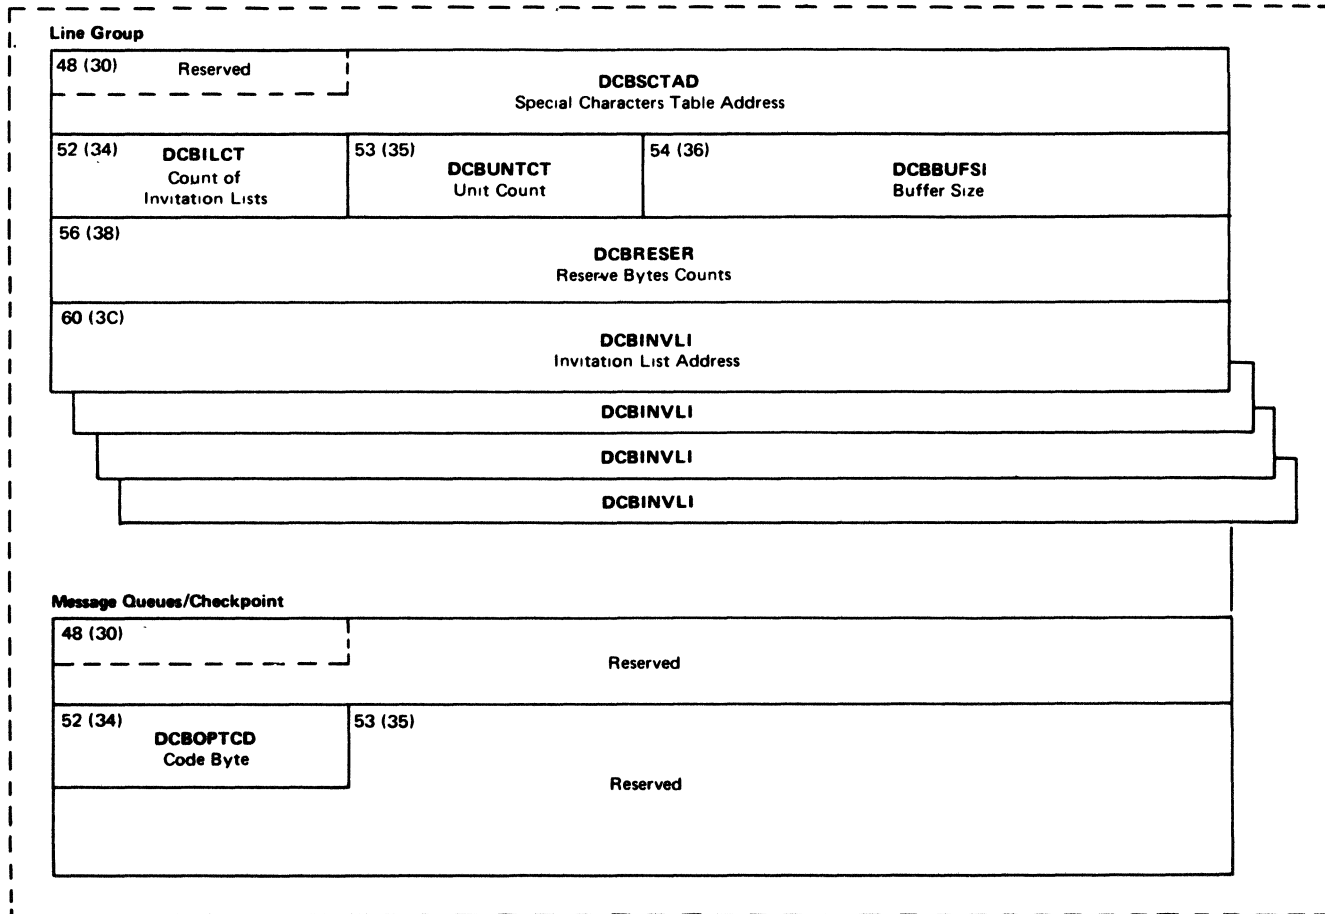 Line Group
48 (30) Reserved
DCBSCTAD
Special Characters Table Address
52 (34) DCBILCT
Count of
Invitation Lists
53 (35)
DCBUNTCT
Unit Count
54 (36)
DCBBUFSI
Buffer Size
56 (38)
DCBRESER
Reserve Bytes Counts
60 (3C)
DCBINVLI
Invitation List Address
DCBINVLI
DCBINVLI
DCBINVLI
Message Queues/Checkpoint
48 (30)
Reserved
52 (34)
DCBOPTCD
Code Byte
53 (35)
Reserved